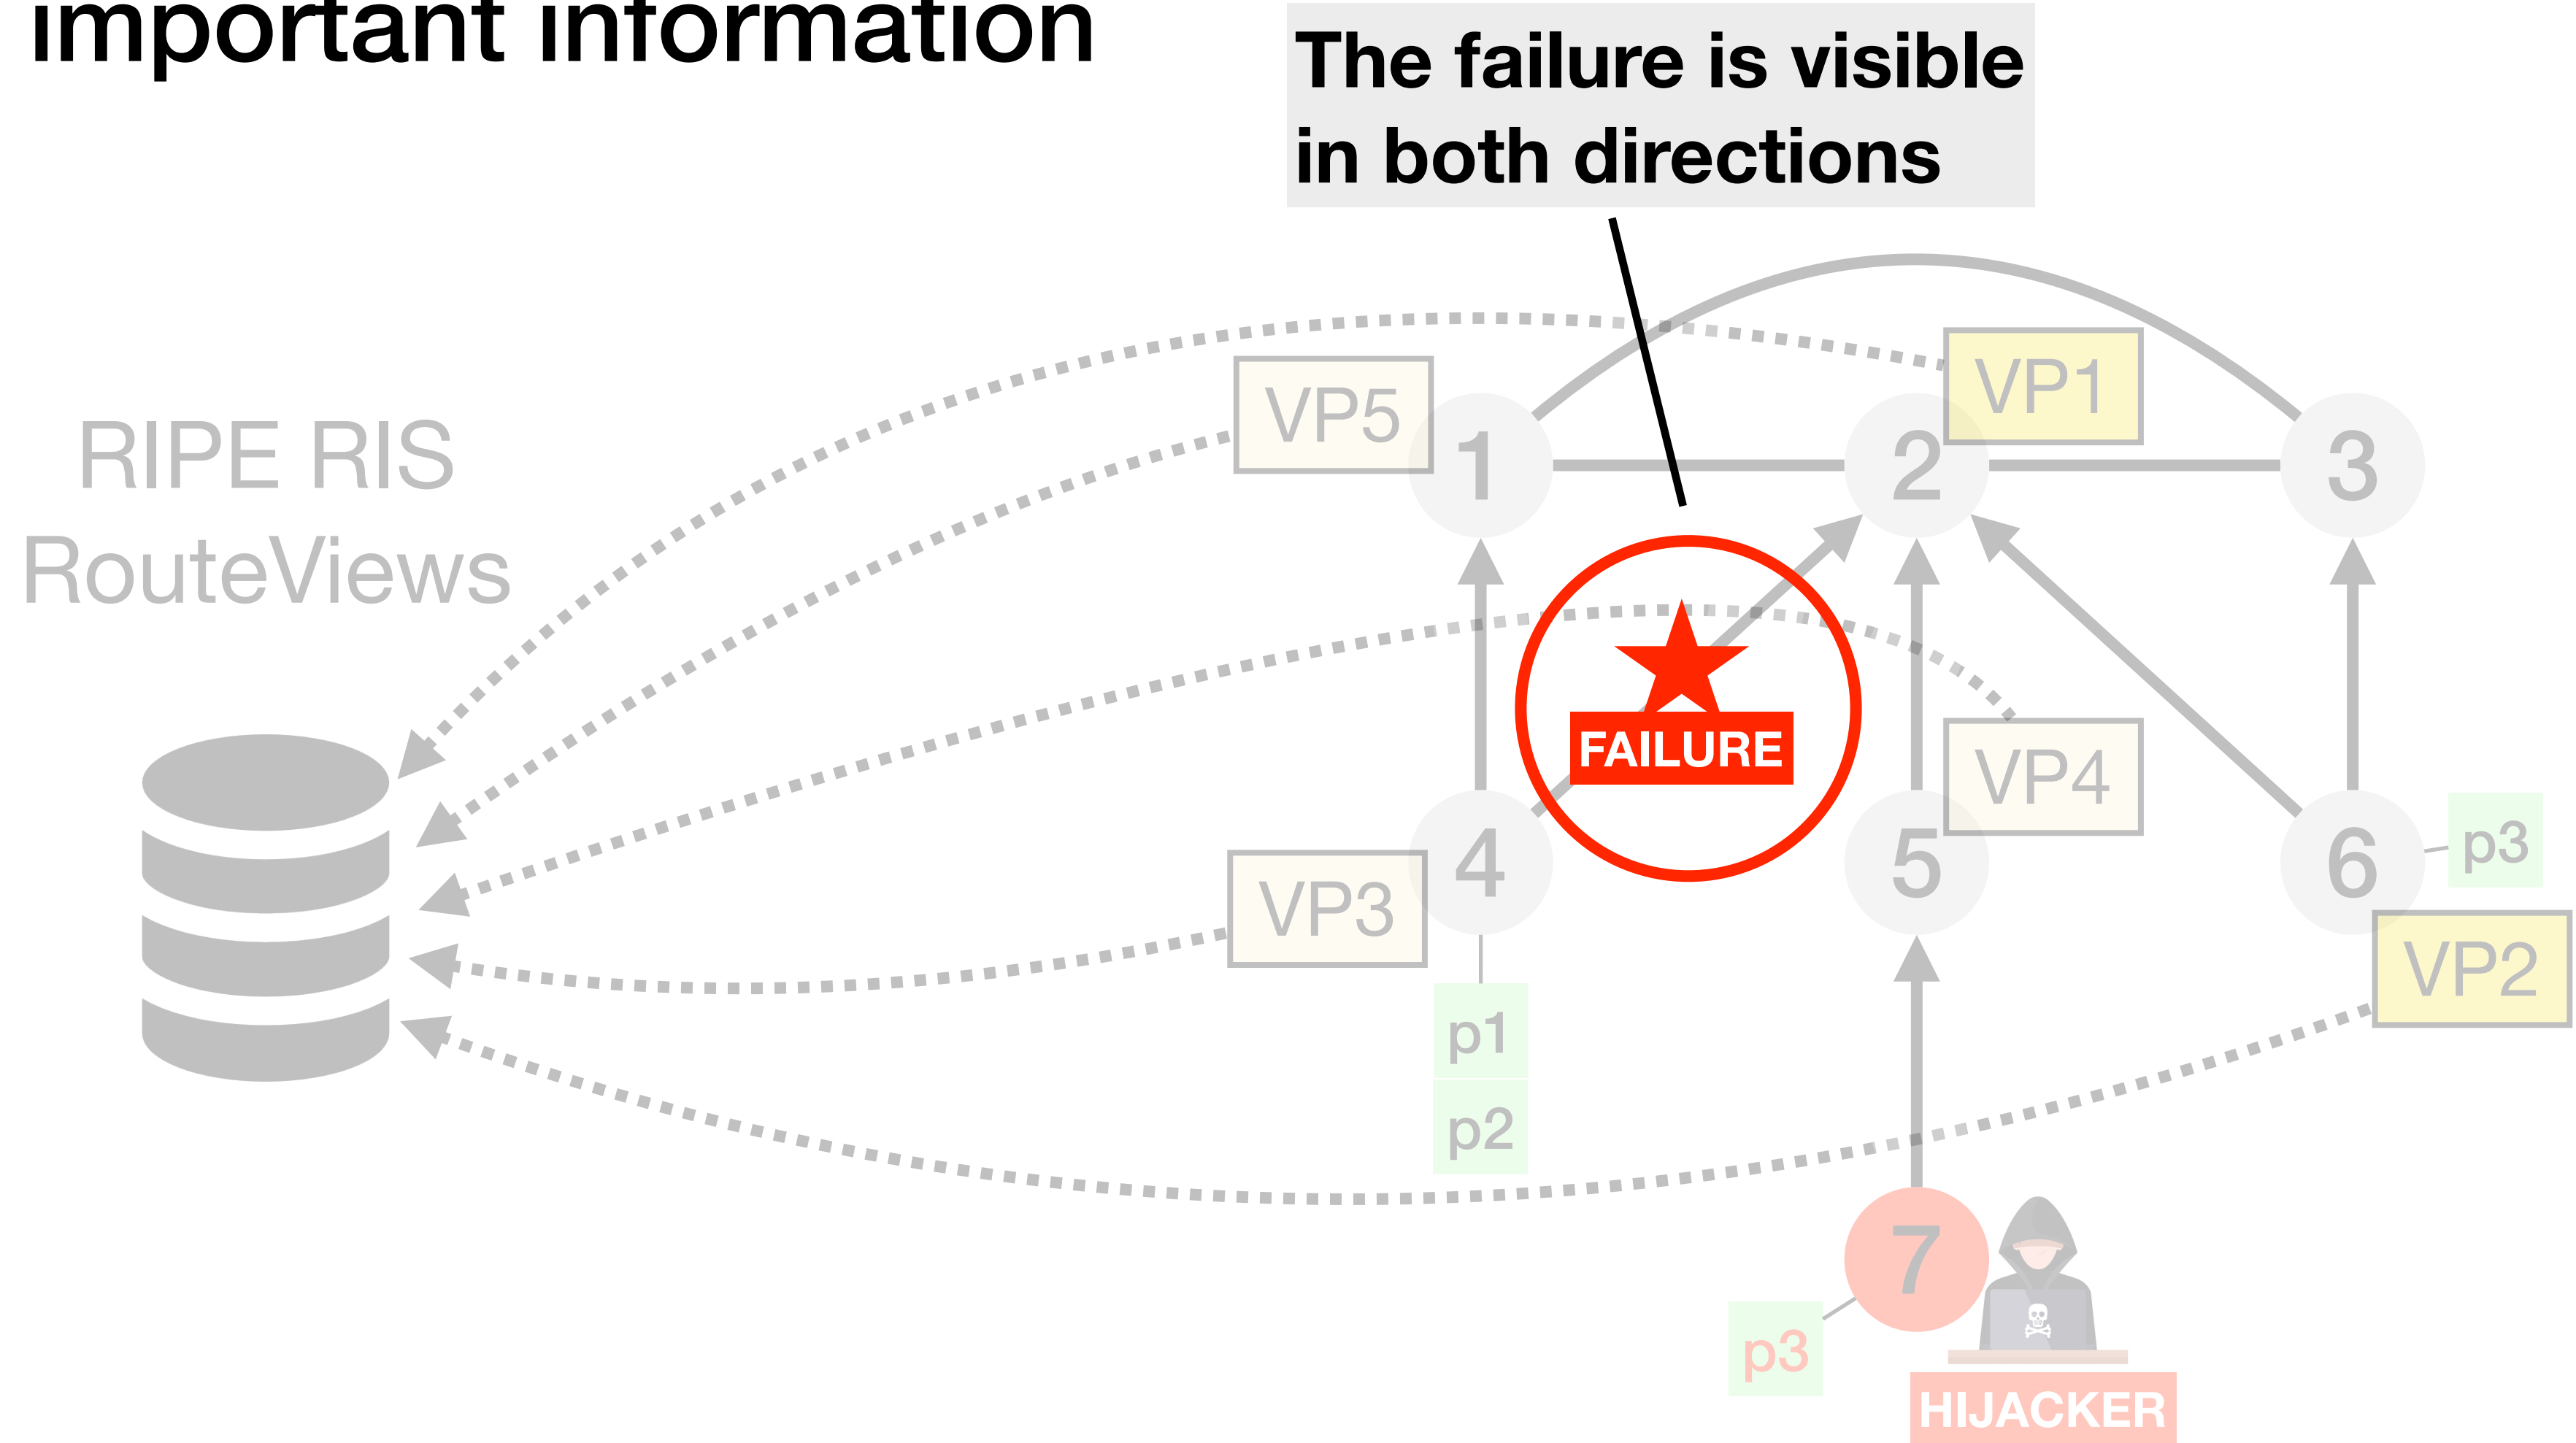 important information
The failure is visible
in both directions
VP1
VP5
1
2
3
RIPE RIS
RouteViews
FAILURE
VP4
4
5
6
p3
VP3
VP2
p1
p2
7
p3
HIJACKER